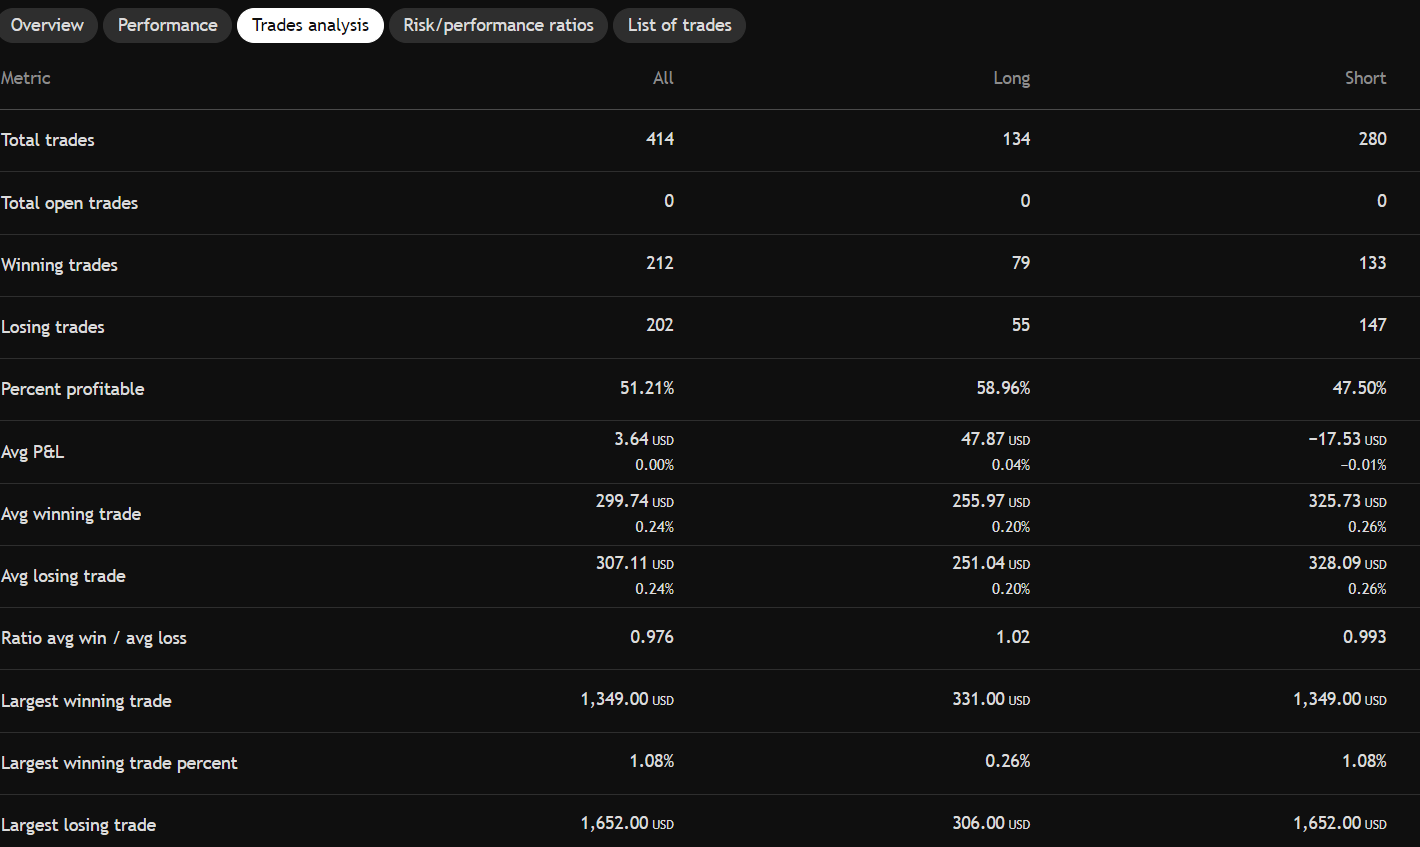 Overview Performance Trades analysis Risk/performance ratios List of trades
Metric All Long Short
Total trades 414 134 280
Total open trades 0 0 0
Winning trades 212 79 133
Losing trades 202 55 147
Percent profitable 51.21% 58.96% 47.50%
Avg P&L 3.64 USD 47.87 USD −17.53 USD
0.00% 0.04% −0.01%
Avg winning trade 299.74 USD 255.97 USD 325.73 USD
0.24% 0.20% 0.26%
Avg losing trade 307.11 USD 251.04 USD 328.09 USD
0.24% 0.20% 0.26%
Ratio avg win / avg loss 0.976 1.02 0.993
Largest winning trade 1,349.00 USD 331.00 USD 1,349.00 USD
Largest winning trade percent 1.08% 0.26% 1.08%
Largest losing trade 1,652.00 USD 306.00 USD 1,652.00 USD